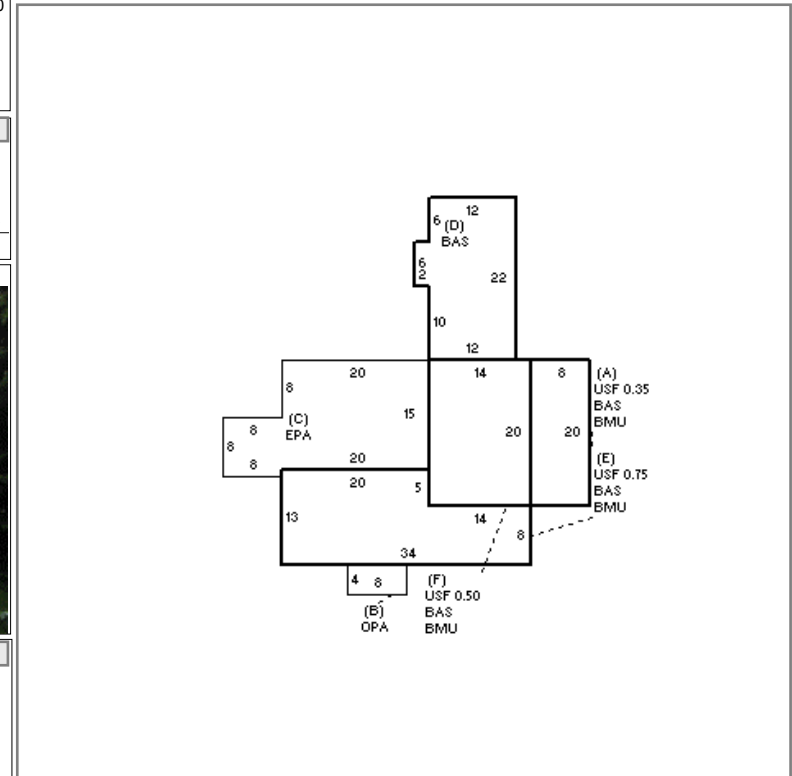 12
6 (D)
BAS
6
2
22
10
12
20
14
8
(A)
USF 0.35
BAS
BMU
8
8
(C)
EPA
15
20
20
8
8
20
20
5
(E)
USF 0.75
BAS
BMU
13
14
8
34
4 8
(B)
OPA
(F)
USF 0.50
BAS
BMU